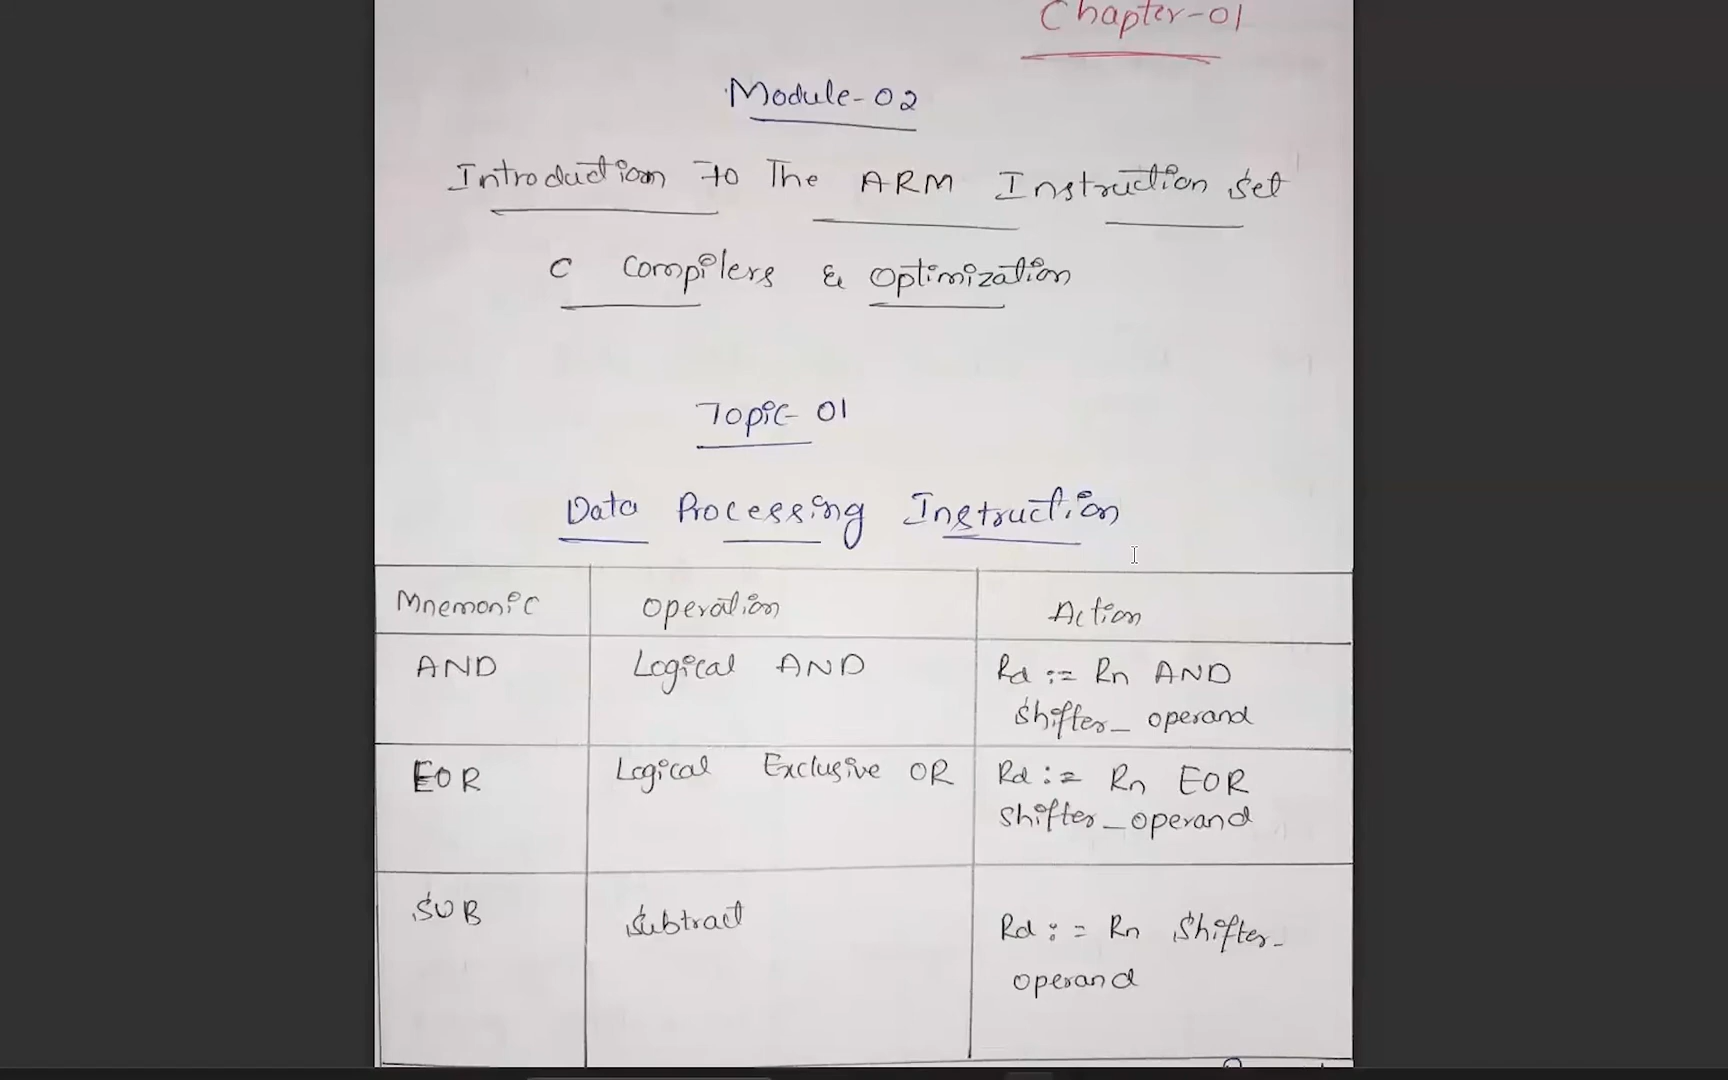 Chapter-01
Module-02
Introduction To The ARM Instruction Set
C Compilers & Optimization
Topic-01
Data Processing Instruction
Mnemonic Operation Action
AND Logical AND Rd := Rn AND
Shifter_operand
EOR Logical Exclusive OR Rd := Rn EOR
Shifter_operand
SUB Subtract Rd := Rn Shifter_
operand